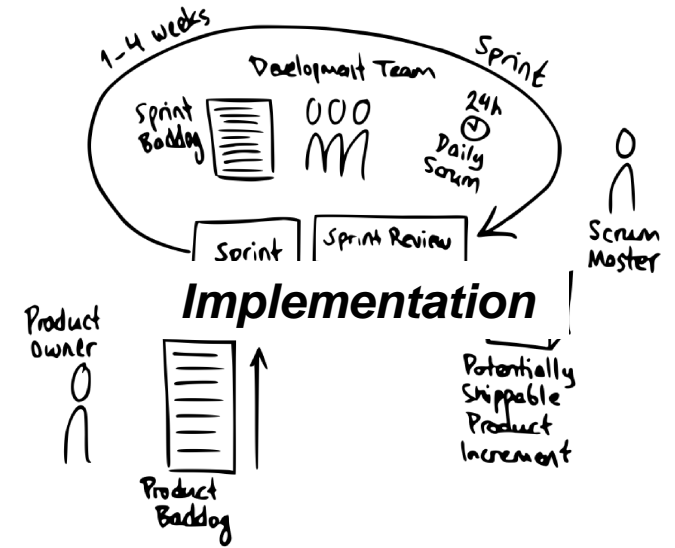 1-4 weeks
Sprint
Development Team
Sprint
Backlog
24h
Daily
Scrum
Sprint
Sprint Review
Scrum
Master
Implementation
Product
Owner
Potentially
Shippable
Product
Increment
Product
Backlog